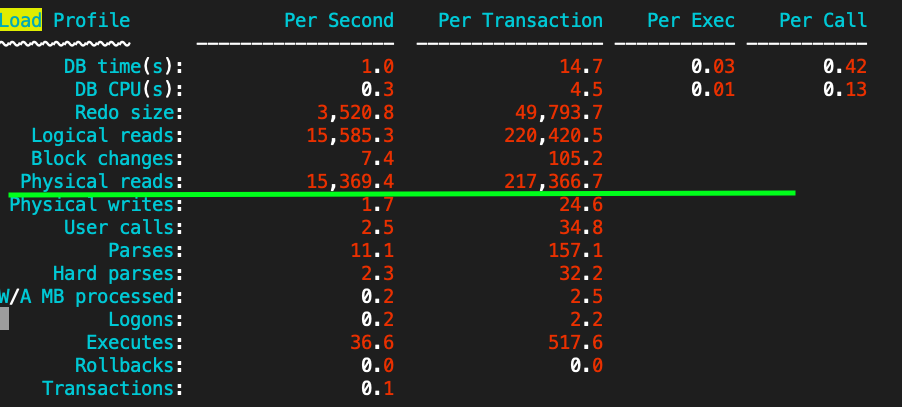 Load Profile Per Second Per Transaction Per Exec Per Call
DB time(s): 1.0 14.7 0.03 0.42
DB CPU(s): 0.3 4.5 0.01 0.13
Redo size: 3,520.8 49,793.7
Logical reads: 15,585.3 220,420.5
Block changes: 7.4 105.2
Physical reads: 15,369.4 217,366.7
Physical writes: 1.7 24.6
User calls: 2.5 34.8
Parses: 11.1 157.1
Hard parses: 2.3 32.2
W/A MB processed: 0.2 2.5
Logons: 0.2 2.2
Executes: 36.6 517.6
Rollbacks: 0.0 0.0
Transactions: 0.1